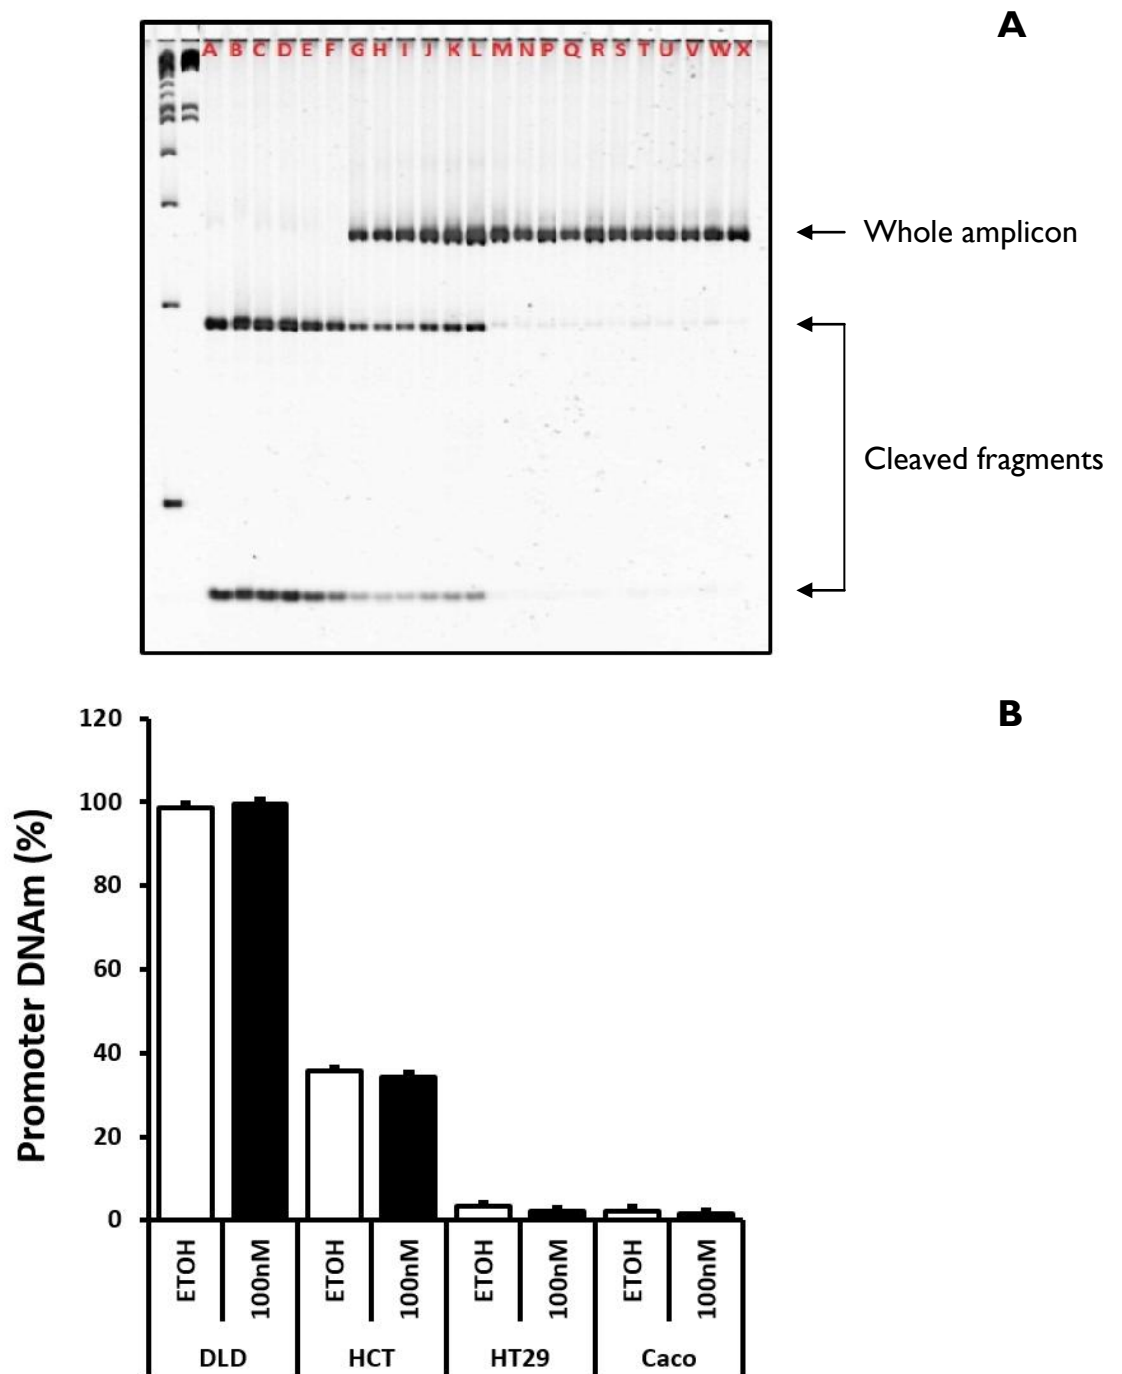 A
A B C D E F G H I J K L M N P Q R S T U V W X
Whole amplicon
Cleaved fragments
B
Promoter DNAm (%)
120
100
80
60
40
20
0
ETOH 100nM ETOH 100nM ETOH 100nM ETOH 100nM
DLD HCT HT29 Caco